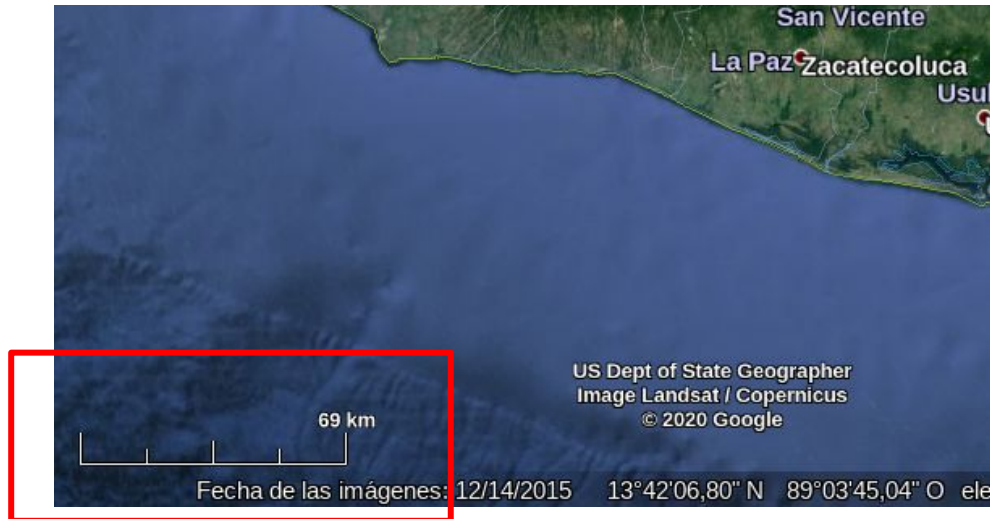 San Vicente
La Paz Zacatecoluca
Usul
US Dept of State Geographer
Image Landsat / Copernicus
© 2020 Google
69 km
Fecha de las imágenes: 12/14/2015 13°42'06,80" N 89°03'45,04" O ele